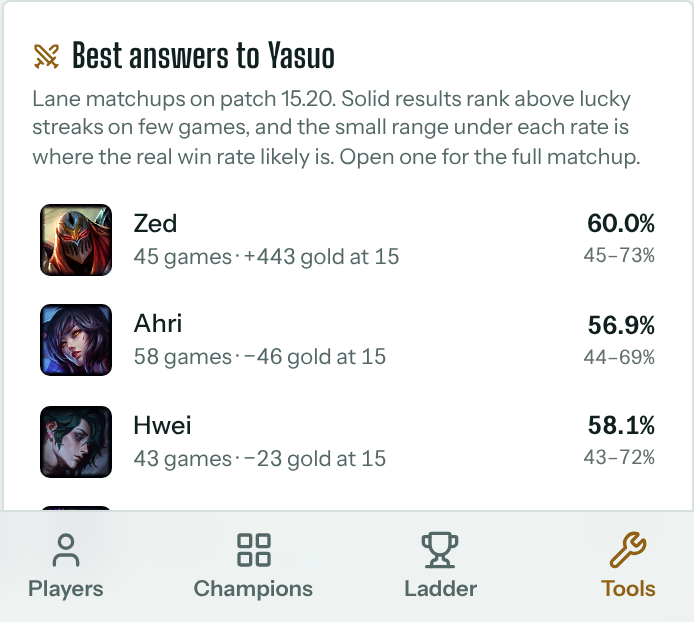 Best answers to Yasuo
Lane matchups on patch 15.20. Solid results rank above lucky
streaks on few games, and the small range under each rate is
where the real win rate likely is. Open one for the full matchup.
Zed
60.0%
45 games · +443 gold at 15
45–73%
Ahri
56.9%
58 games · −46 gold at 15
44–69%
Hwei
58.1%
43 games · −23 gold at 15
43–72%
Players
Champions
Ladder
Tools